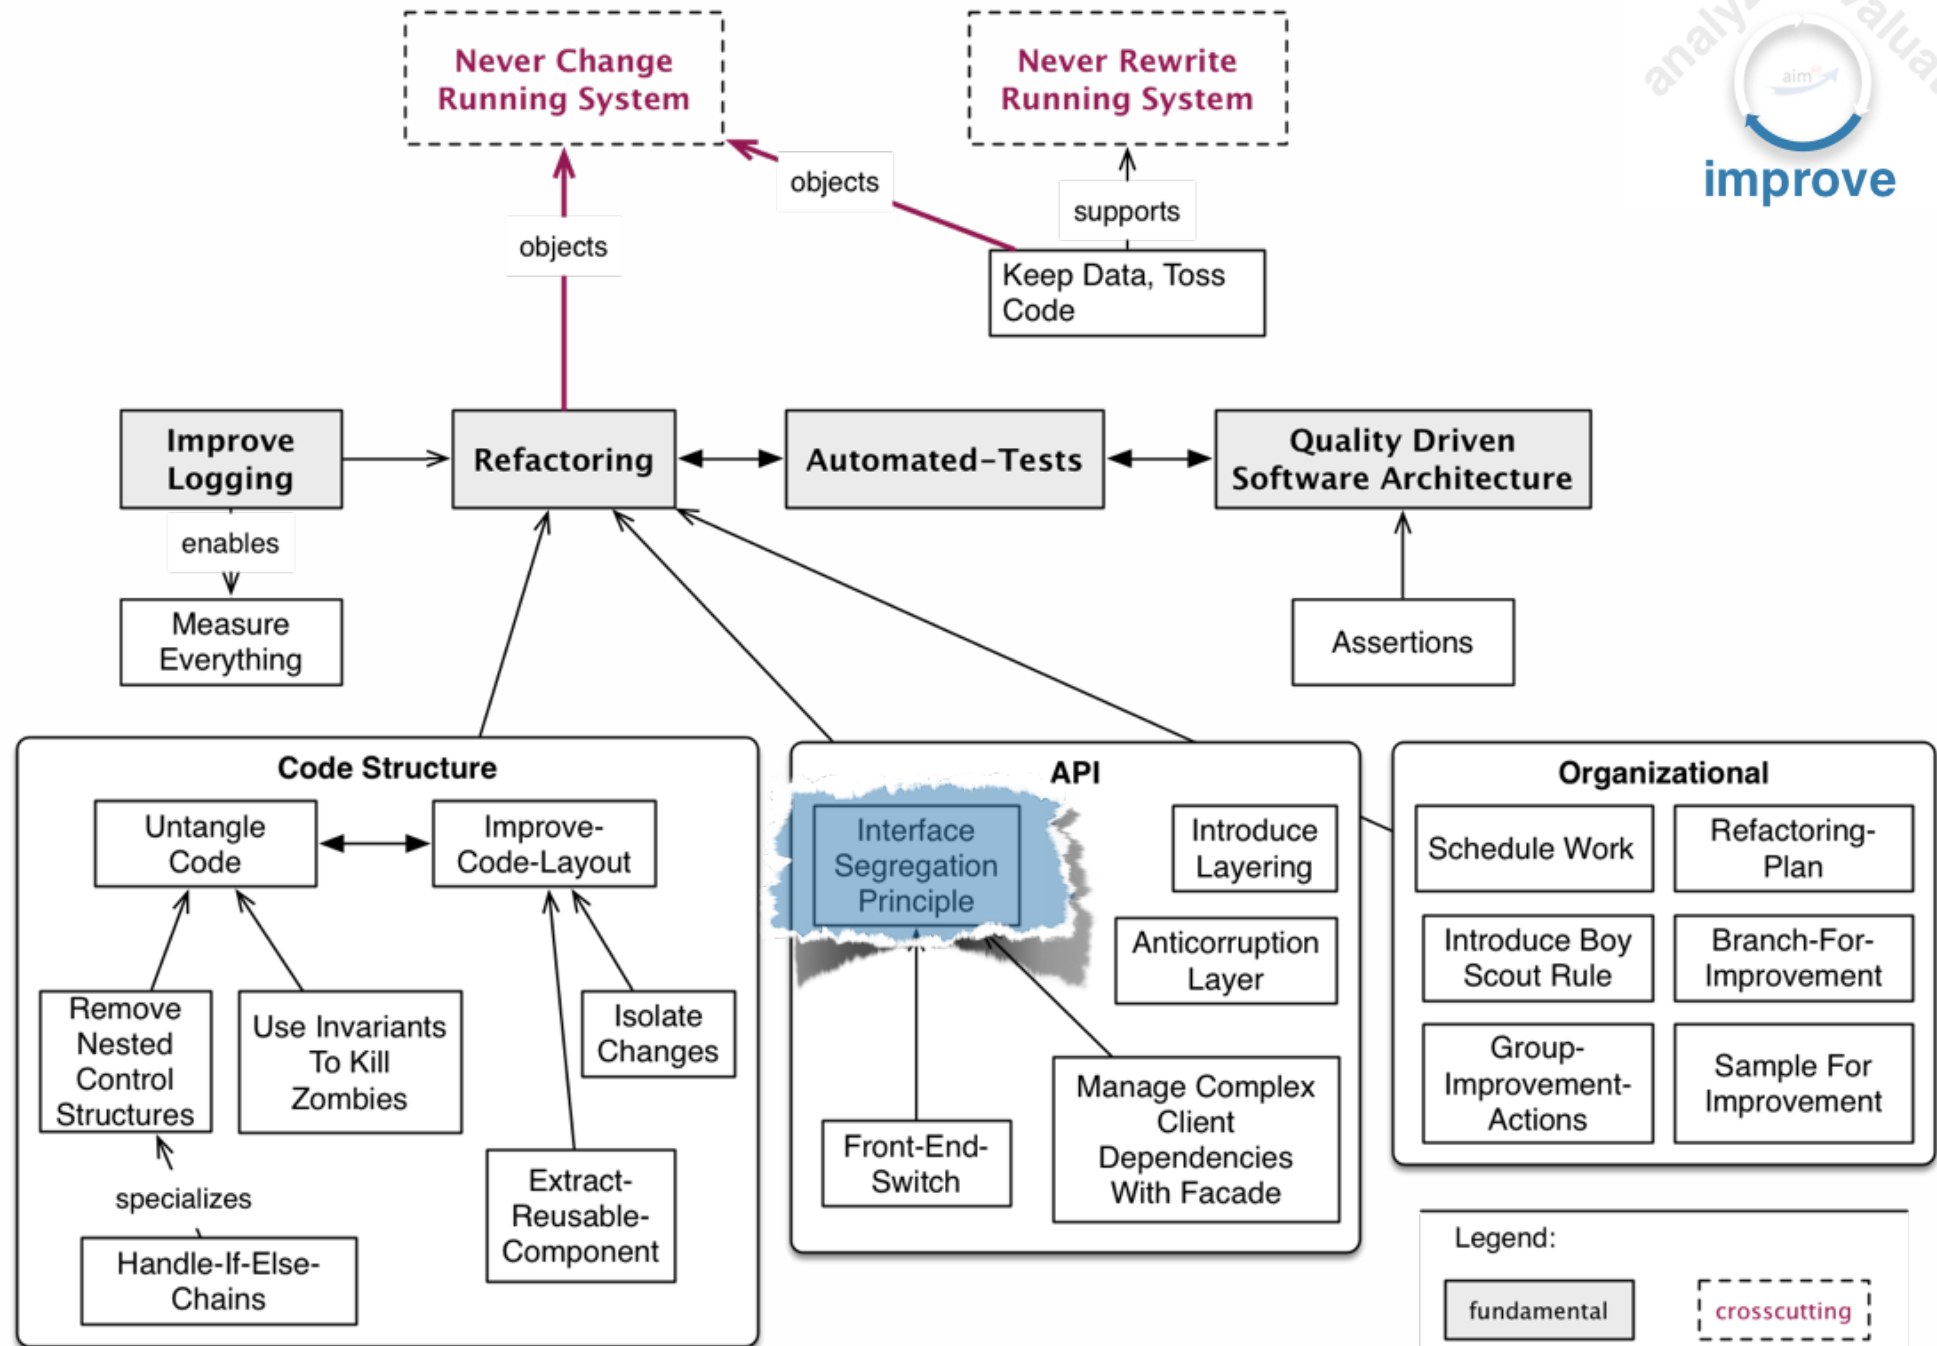 Never Change
Running System
Never Rewrite
Running System
aim
improve
objects
supports
objects
Keep Data, Toss
Code
Improve
Logging
Refactoring
Automated-Tests
Quality Driven
Software Architecture
enables
Measure
Everything
Assertions
Code Structure
Untangle
Code
Improve-
Code-Layout
Remove
Nested
Control
Structures
Use Invariants
To Kill
Zombies
Isolate
Changes
specializes
Handle-If-Else-
Chains
Extract-
Reusable-
Component
API
Interface
Segregation
Principle
Introduce
Layering
Anticorruption
Layer
Front-End-
Switch
Manage Complex
Client
Dependencies
With Facade
Organizational
Schedule Work
Refactoring-
Plan
Introduce Boy
Scout Rule
Branch-For-
Improvement
Group-
Improvement-
Actions
Sample For
Improvement
Legend:
fundamental
crosscutting